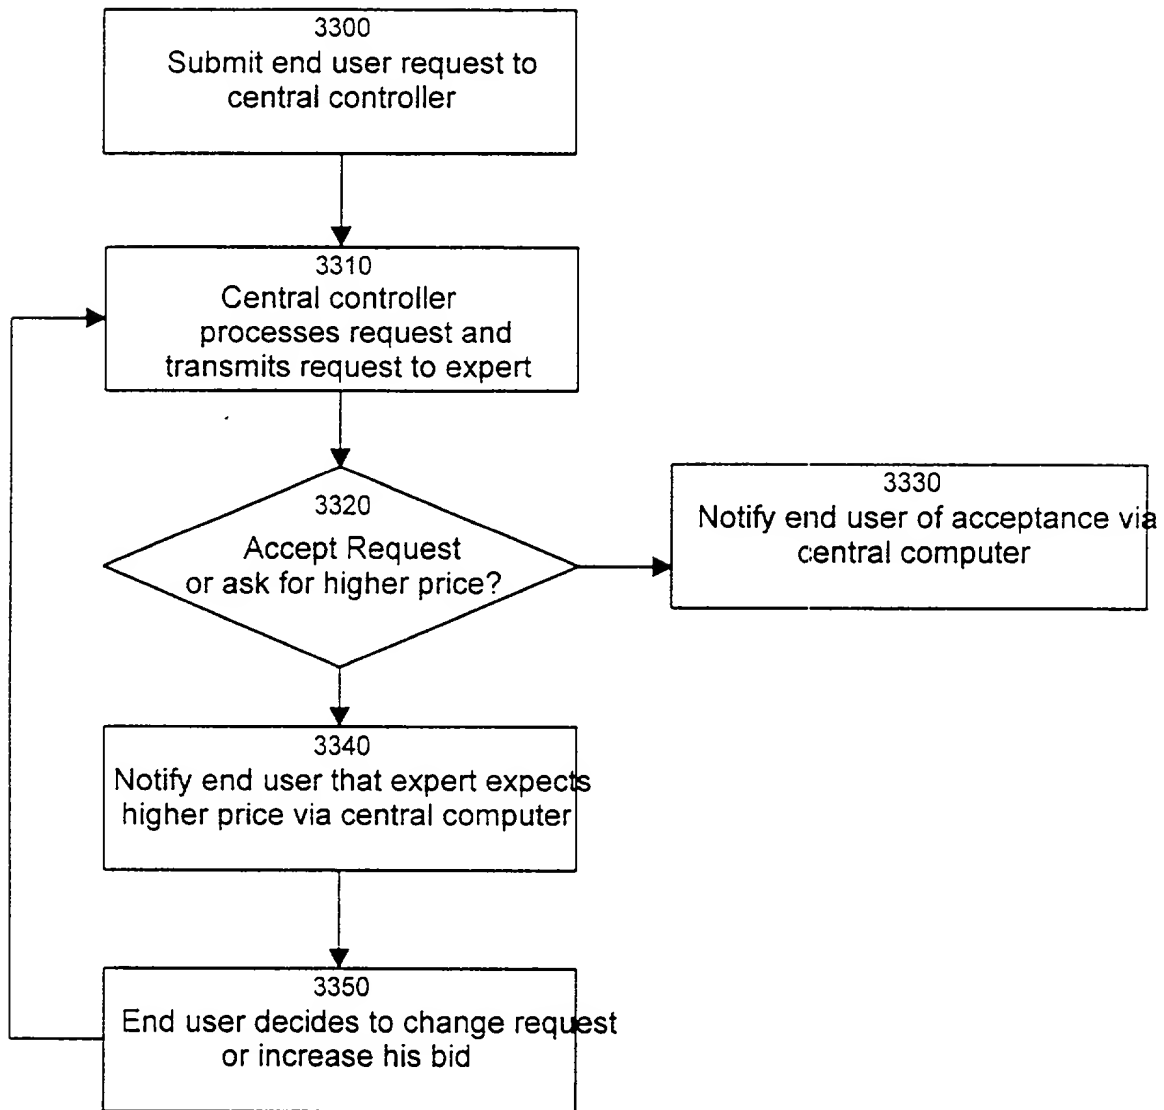 3300
Submit end user request to
central controller
3310
Central controller
processes request and
transmits request to expert
3320
Accept Request
or ask for higher price?
3330
Notify end user of acceptance via
central computer
3340
Notify end user that expert expects
higher price via central computer
3350
End user decides to change request
or increase his bid